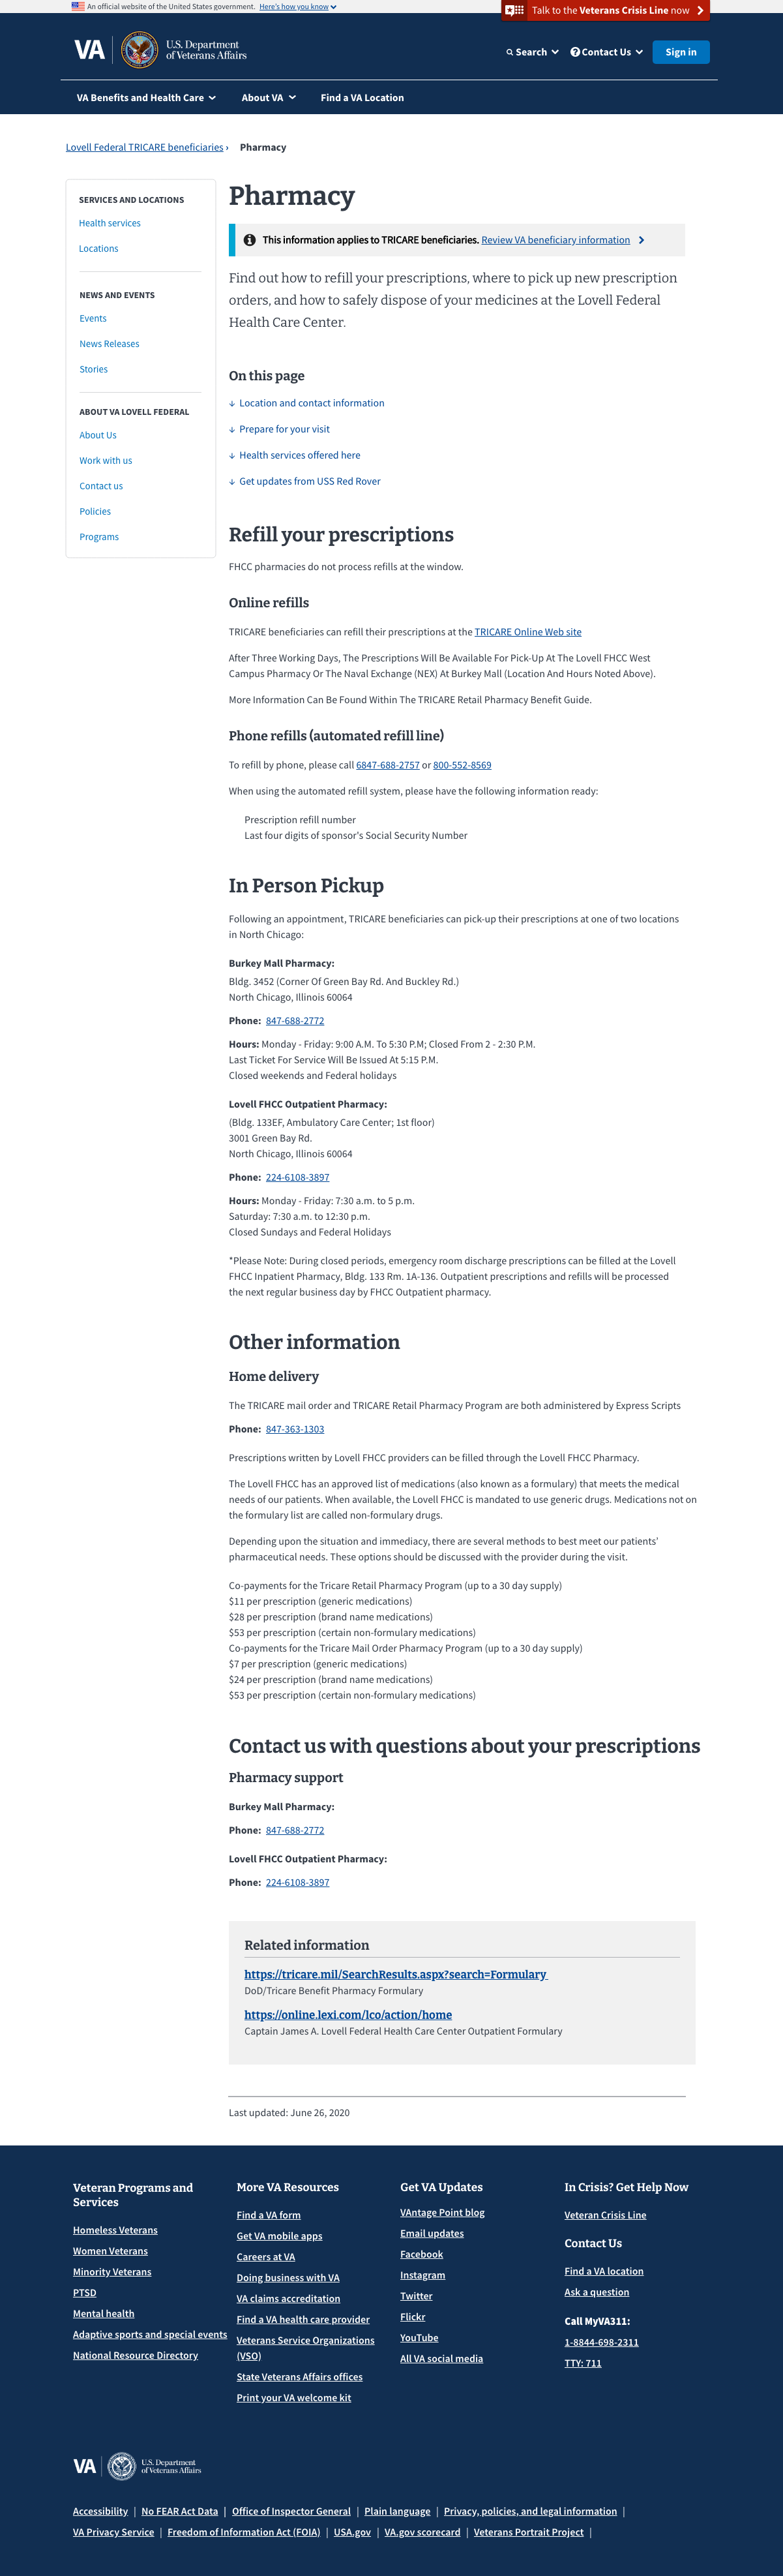 An official website of the United States government. Here's how you know
Talk to the Veterans Crisis Line now
VA U.S. Department
of Veterans Affairs
Search Contact Us Sign in
VA Benefits and Health Care About VA Find a VA Location
Lovell Federal TRICARE beneficiaries › Pharmacy
SERVICES AND LOCATIONS
Health services
Locations
NEWS AND EVENTS
Events
News Releases
Stories
ABOUT VA LOVELL FEDERAL
About Us
Work with us
Contact us
Policies
Programs
Pharmacy
This information applies to TRICARE beneficiaries. Review VA beneficiary information
Find out how to refill your prescriptions, where to pick up new prescription
orders, and how to safely dispose of your medicines at the Lovell Federal
Health Care Center.
On this page
Location and contact information
Prepare for your visit
Health services offered here
Get updates from USS Red Rover
Refill your prescriptions
FHCC pharmacies do not process refills at the window.
Online refills
TRICARE beneficiaries can refill their prescriptions at the TRICARE Online Web site
After Three Working Days, The Prescriptions Will Be Available For Pick-Up At The Lovell FHCC West
Campus Pharmacy Or The Naval Exchange (NEX) At Burkey Mall (Location And Hours Noted Above).
More Information Can Be Found Within The TRICARE Retail Pharmacy Benefit Guide.
Phone refills (automated refill line)
To refill by phone, please call 6847-688-2757 or 800-552-8569
When using the automated refill system, please have the following information ready:
Prescription refill number
Last four digits of sponsor's Social Security Number
In Person Pickup
Following an appointment, TRICARE beneficiaries can pick-up their prescriptions at one of two locations
in North Chicago:
Burkey Mall Pharmacy:
Bldg. 3452 (Corner Of Green Bay Rd. And Buckley Rd.)
North Chicago, Illinois 60064
Phone: 847-688-2772
Hours: Monday - Friday: 9:00 A.M. To 5:30 P.M; Closed From 2 - 2:30 P.M.
Last Ticket For Service Will Be Issued At 5:15 P.M.
Closed weekends and Federal holidays
Lovell FHCC Outpatient Pharmacy:
(Bldg. 133EF, Ambulatory Care Center; 1st floor)
3001 Green Bay Rd.
North Chicago, Illinois 60064
Phone: 224-6108-3897
Hours: Monday - Friday: 7:30 a.m. to 5 p.m.
Saturday: 7:30 a.m. to 12:30 p.m.
Closed Sundays and Federal Holidays
*Please Note: During closed periods, emergency room discharge prescriptions can be filled at the Lovell
FHCC Inpatient Pharmacy, Bldg. 133 Rm. 1A-136. Outpatient prescriptions and refills will be processed
the next regular business day by FHCC Outpatient pharmacy.
Other information
Home delivery
The TRICARE mail order and TRICARE Retail Pharmacy Program are both administered by Express Scripts
Phone: 847-363-1303
Prescriptions written by Lovell FHCC providers can be filled through the Lovell FHCC Pharmacy.
The Lovell FHCC has an approved list of medications (also known as a formulary) that meets the medical
needs of our patients. When available, the Lovell FHCC is mandated to use generic drugs. Medications not on
the formulary list are called non-formulary drugs.
Depending upon the situation and immediacy, there are several methods to best meet our patients'
pharmaceutical needs. These options should be discussed with the provider during the visit.
Co-payments for the Tricare Retail Pharmacy Program (up to a 30 day supply)
$11 per prescription (generic medications)
$28 per prescription (brand name medications)
$53 per prescription (certain non-formulary medications)
Co-payments for the Tricare Mail Order Pharmacy Program (up to a 30 day supply)
$7 per prescription (generic medications)
$24 per prescription (brand name medications)
$53 per prescription (certain non-formulary medications)
Contact us with questions about your prescriptions
Pharmacy support
Burkey Mall Pharmacy:
Phone: 847-688-2772
Lovell FHCC Outpatient Pharmacy:
Phone: 224-6108-3897
Related information
https://tricare.mil/SearchResults.aspx?search=Formulary
DoD/Tricare Benefit Pharmacy Formulary
https://online.lexi.com/lco/action/home
Captain James A. Lovell Federal Health Care Center Outpatient Formulary
Last updated: June 26, 2020
Veteran Programs and
Services
Homeless Veterans
Women Veterans
Minority Veterans
PTSD
Mental health
Adaptive sports and special events
National Resource Directory
More VA Resources
Find a VA form
Get VA mobile apps
Careers at VA
Doing business with VA
VA claims accreditation
Find a VA health care provider
Veterans Service Organizations
(VSO)
State Veterans Affairs offices
Print your VA welcome kit
Get VA Updates
VAntage Point blog
Email updates
Facebook
Instagram
Twitter
Flickr
YouTube
All VA social media
In Crisis? Get Help Now
Veteran Crisis Line
Contact Us
Find a VA location
Ask a question
Call MyVA311:
1-8844-698-2311
TTY: 711
VA U.S. Department
of Veterans Affairs
Accessibility | No FEAR Act Data | Office of Inspector General | Plain language | Privacy, policies, and legal information |
VA Privacy Service | Freedom of Information Act (FOIA) | USA.gov | VA.gov scorecard | Veterans Portrait Project |